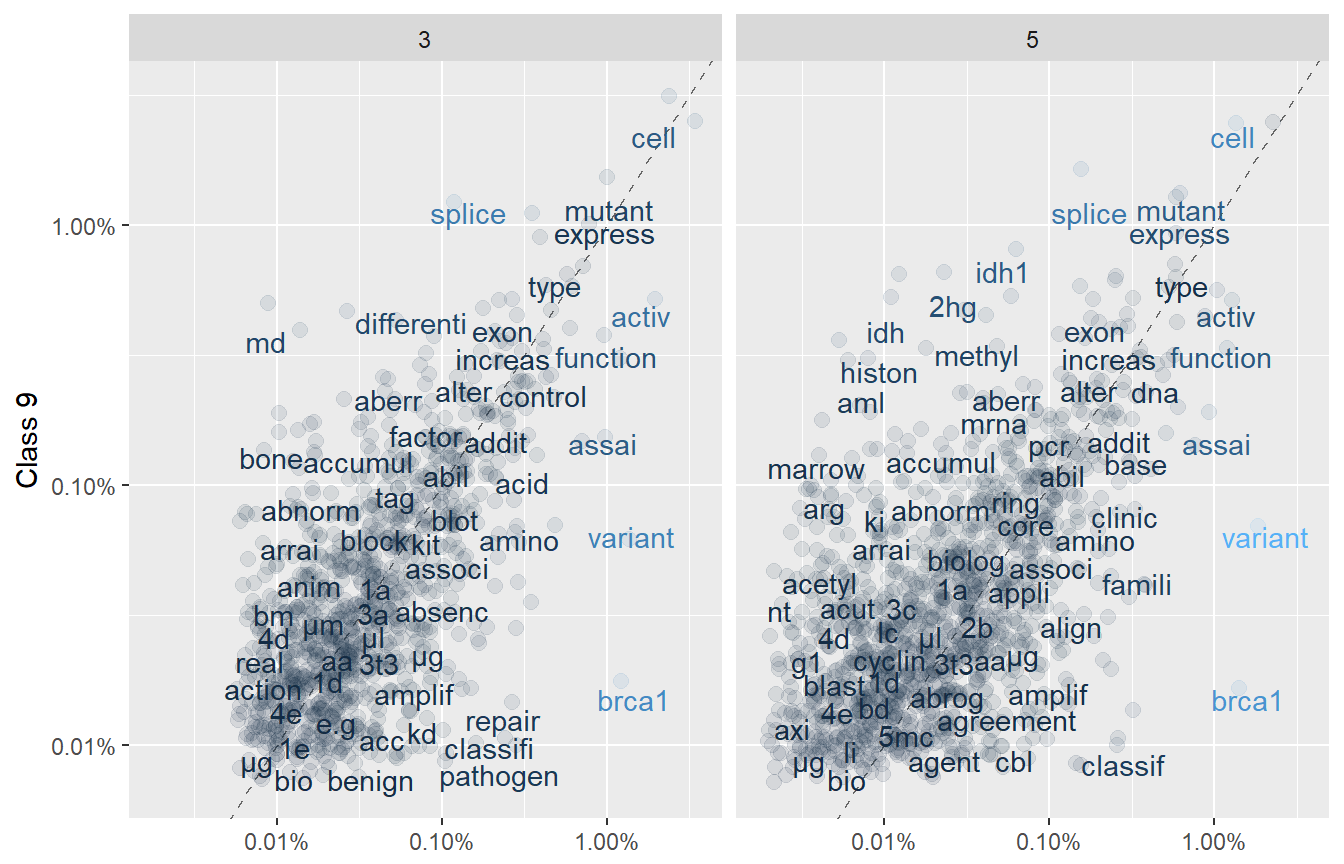 3
5
Class 9
1.00%
0.10%
0.01%
cell
splice
mutant
express
type
activ
differenti
exon
md
increas
function
alter
control
aberr
factor
addit
assai
bone
accumul
abil
acid
tag
abnorm
blot
block
kit
amino
variant
arrai
associ
anim
1a
bm
3a
absenc
4d
µm
µl
real
aa
3t3
µg
action
1d
amplif
brca1
4e
e.g
repair
kd
1e
acc
classifi
µg
bio
benign
pathogen
cell
splice
mutant
express
idh1
type
2hg
activ
idh
exon
methyl
increas
function
histon
alter
dna
aml
aberr
mrna
pcr
addit
assai
marrow
accumul
base
abil
arg
ki
abnorm
ring
core
clinic
arrai
amino
variant
biolog
associ
acetyl
1a
appli
famili
nt
acut
3c
4d
lc
µl
2b
align
g1
cyclin
3t3
aa
µg
blast
1d
abrog
amplif
brca1
4e
bd
agreement
axi
5mc
µg
li
agent
cbl
classif
bio
0.01%
0.10%
1.00%
0.01%
0.10%
1.00%